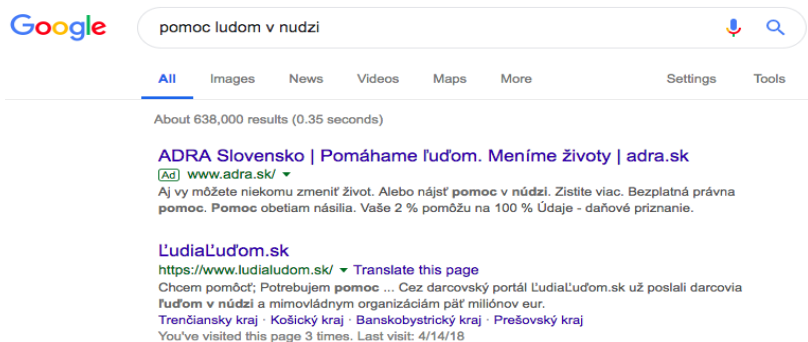 Google
pomoc ludom v nudzi
All Images News Videos Maps More Settings Tools
About 638,000 results (0.35 seconds)
ADRA Slovensko | Pomáhame ľuďom. Meníme životy | adra.sk
Ad www.adra.sk/
Aj vy môžete niekomu zmeniť život. Alebo nájsť pomoc v núdzi. Zistite viac. Bezplatná právna
pomoc. Pomoc obetiam násilia. Vaše 2 % pomôžu na 100 % Údaje - daňové priznanie.
ĽudiaĽuďom.sk
https://www.ludialudom.sk/ Translate this page
Chcem pomôcť; Potrebujem pomoc ... Cez darcovský portál ĽudiaĽuďom.sk už poslali darcovia
ľuďom v núdzi a mimovládnym organizáciám päť miliónov eur.
Trenčiansky kraj · Košický kraj · Banskobystrický kraj · Prešovský kraj
You've visited this page 3 times. Last visit: 4/14/18